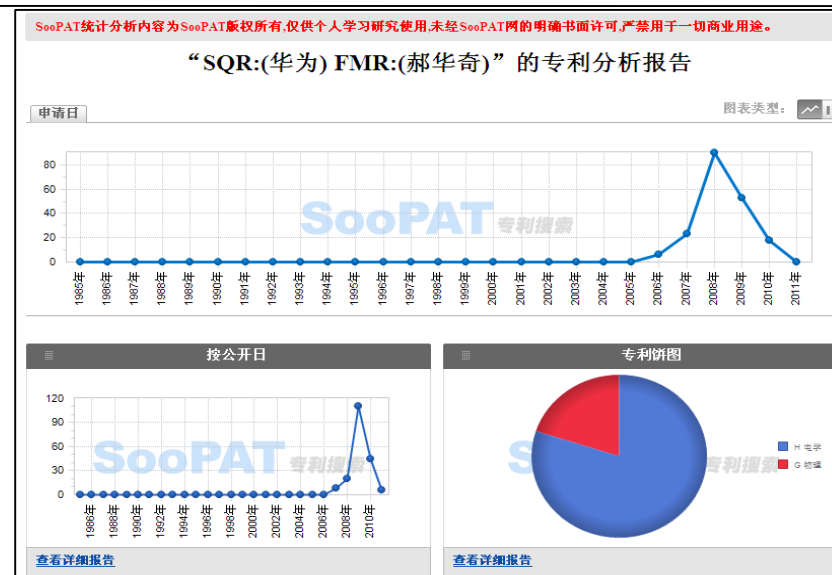 SooPAT统计分析内容为SooPAT版权所有,仅供个人学习研究使用,未经SooPAT网的明确书面许可,严禁用于一切商业用途。
“SQR:(华为) FMR:(郝华奇)”的专利分析报告
申请日
图表类型：
80
60
40
20
0
SooPAT 专利搜索
1985年 1986年 1987年 1988年 1989年 1990年 1991年 1992年 1993年 1994年 1995年 1996年 1997年 1998年 1999年 2000年 2001年 2002年 2003年 2004年 2005年 2006年 2007年 2008年 2009年 2010年 2011年
按公开日
120
90
60
30
0
SooPAT 专利搜索
1986年 1988年 1990年 1992年 1994年 1996年 1998年 2000年 2002年 2004年 2006年 2008年 2010年
查看详细报告
专利饼图
S 专利搜索
H 电学
G 物理
查看详细报告